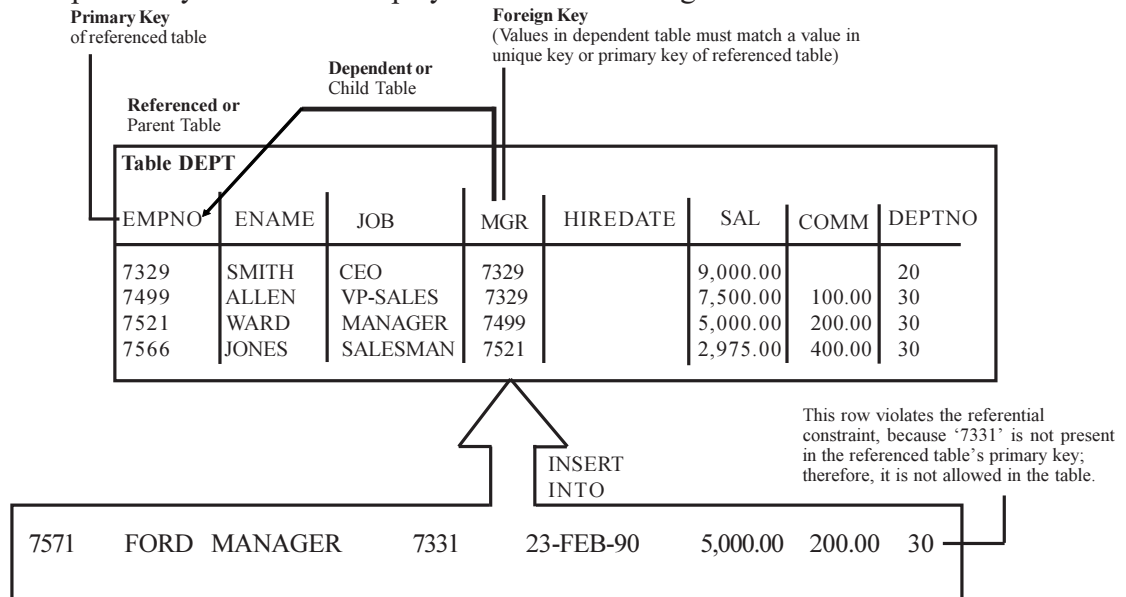 Primary Key
of referenced table
Foreign Key
(Values in dependent table must match a value in
unique key or primary key of referenced table)
Dependent or
Child Table
Referenced or
Parent Table
Table DEPT
EMPNO ENAME JOB MGR HIREDATE SAL COMM DEPTNO
7329 SMITH CEO 7329 9,000.00 20
7499 ALLEN VP-SALES 7329 7,500.00 100.00 30
7521 WARD MANAGER 7499 5,000.00 200.00 30
7566 JONES SALESMAN 7521 2,975.00 400.00 30
This row violates the referential
constraint, because ‘7331’ is not present
in the referenced table’s primary key;
therefore, it is not allowed in the table.
INSERT
INTO
7571 FORD MANAGER 7331 23-FEB-90 5,000.00 200.00 30